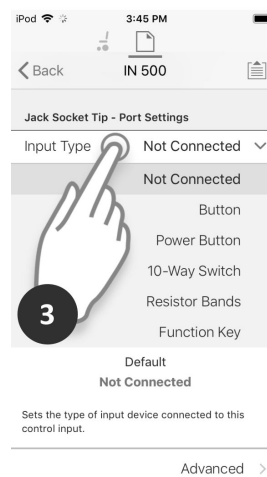 iPod 3:45 PM
Back IN 500
Jack Socket Tip - Port Settings
Input Type Not Connected
Not Connected
Button
Power Button
10-Way Switch
Resistor Bands
3
Function Key
Default
Not Connected
Sets the type of input device connected to this
control input.
Advanced